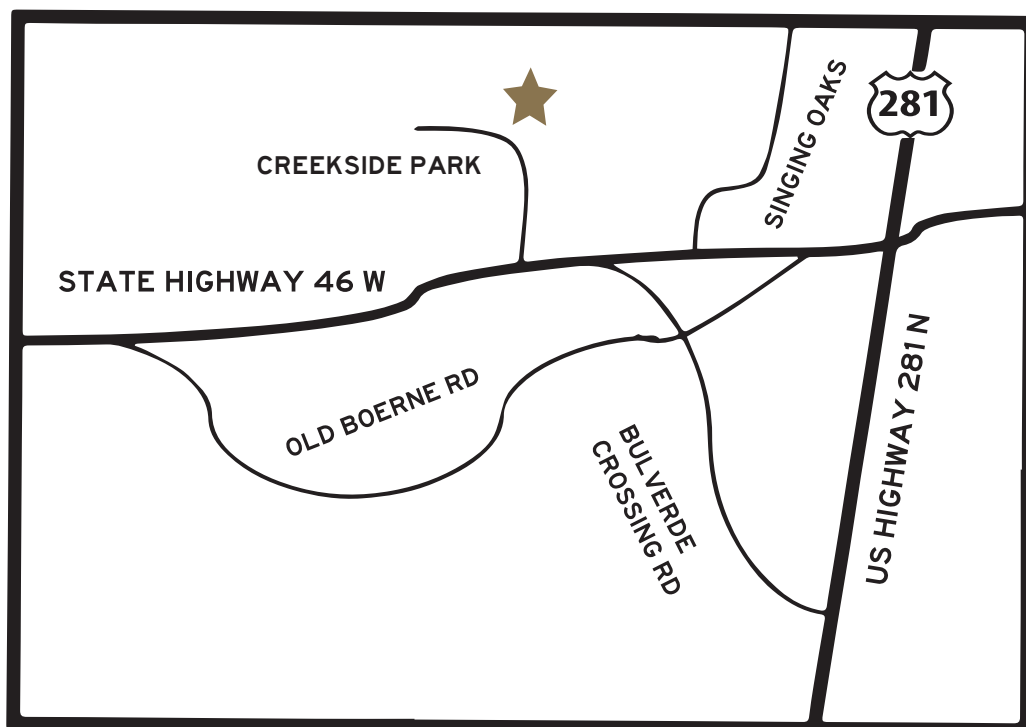 281
SINGING OAKS
CREEKSIDE PARK
STATE HIGHWAY 46 W
OLD BOERNE RD
BULVERDE
CROSSING RD
US HIGHWAY 281 N